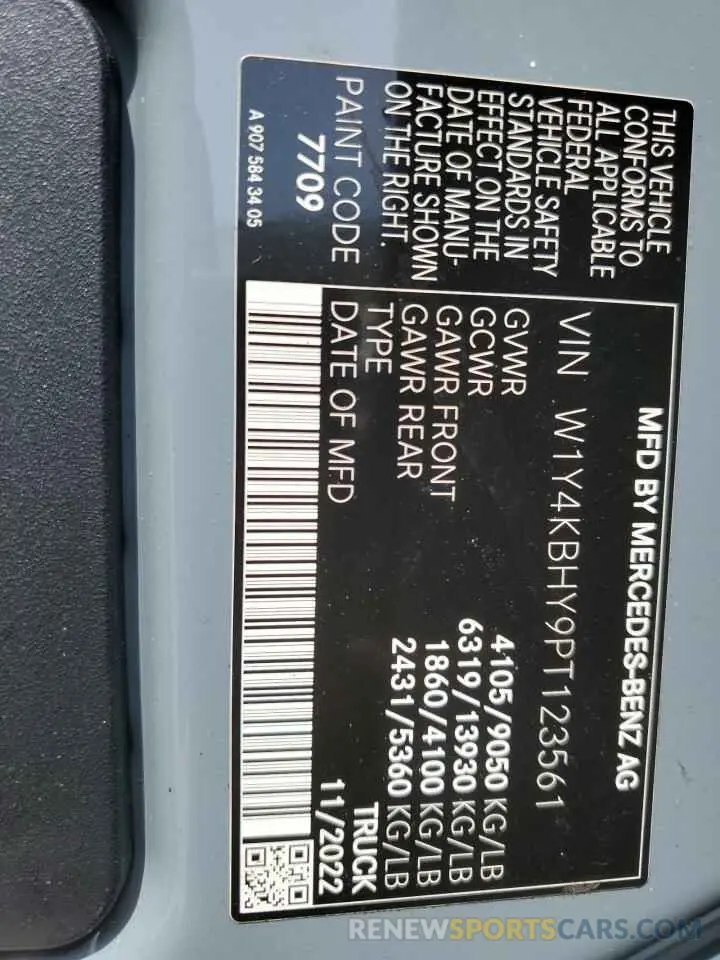 THIS VEHICLE
CONFORMS TO
ALL APPLICABLE
FEDERAL
VEHICLE SAFETY
STANDARDS IN
EFFECT ON THE
DATE OF MANU-
FACTURE SHOWN
ON THE RIGHT.
PAINT CODE
7709
A 907 584 34 05
MFD BY MERCEDES-BENZ AG
VIN W1Y4KBHY9PT123561
GVWR 4105/9050 KG/LB
GCWR 6319/13930 KG/LB
GAWR FRONT 1860/4100 KG/LB
GAWR REAR 2431/5360 KG/LB
TYPE TRUCK
DATE OF MFD 11/2022
RENEWSPORTSCARS.COM